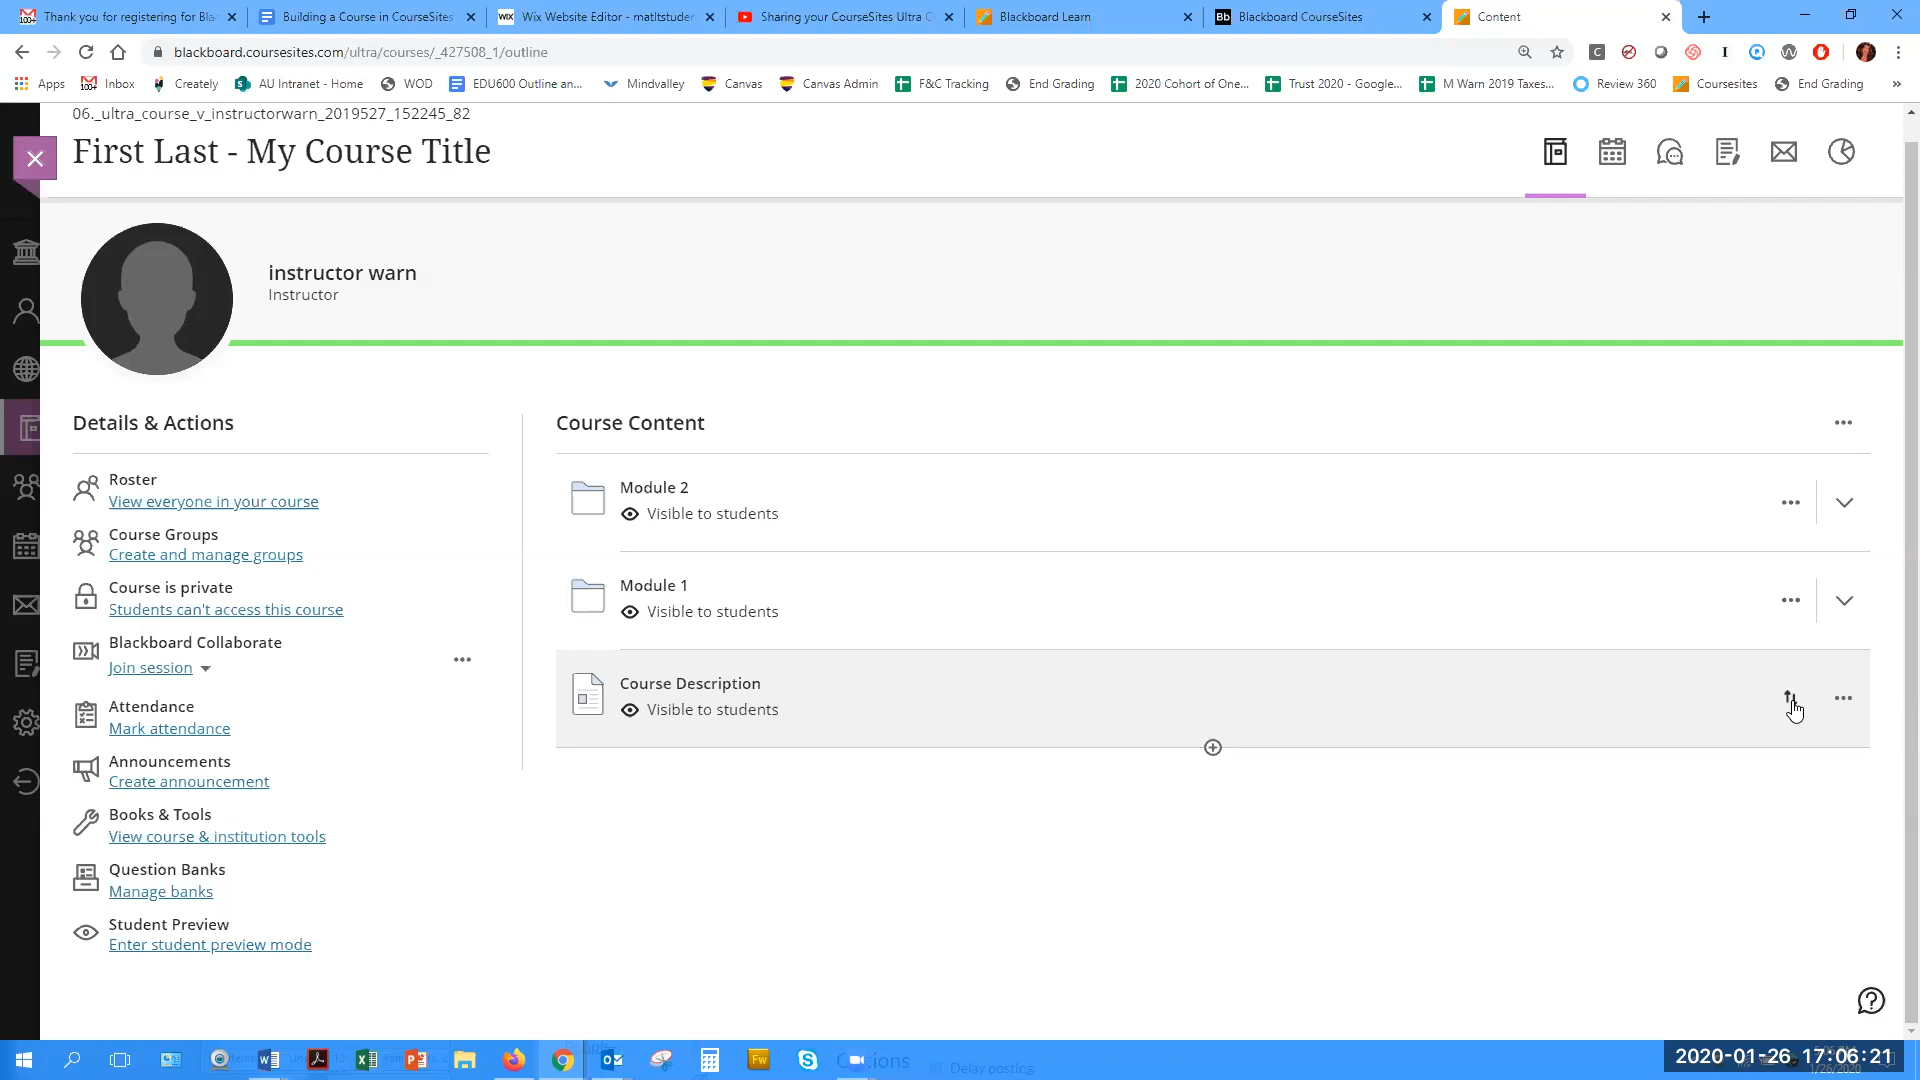 Thank you for registering for Bla
Building a Course in CourseSites
Wix Website Editor - matltstuder
Sharing your CourseSites Ultra C
Blackboard Learn
Blackboard CourseSites
Content
blackboard.coursesites.com/ultra/courses/_427508_1/outline
Apps
Inbox
Creately
AU Intranet - Home
WOD
EDU600 Outline an...
Mindvalley
Canvas
Canvas Admin
F&C Tracking
End Grading
2020 Cohort of One...
Trust 2020 - Google...
M Warn 2019 Taxes...
Review 360
Coursesites
End Grading
06._ultra_course_v_instructorwarn_2019527_152245_82
First Last - My Course Title
instructor warn
Instructor
Details & Actions
Roster
View everyone in your course
Course Groups
Create and manage groups
Course is private
Students can't access this course
Blackboard Collaborate
Join session
Attendance
Mark attendance
Announcements
Create announcement
Books & Tools
View course & institution tools
Question Banks
Manage banks
Student Preview
Enter student preview mode
Course Content
Module 2
Visible to students
Module 1
Visible to students
Course Description
Visible to students
Delay posting
2020-01-26 17:06:21
1/26/2020